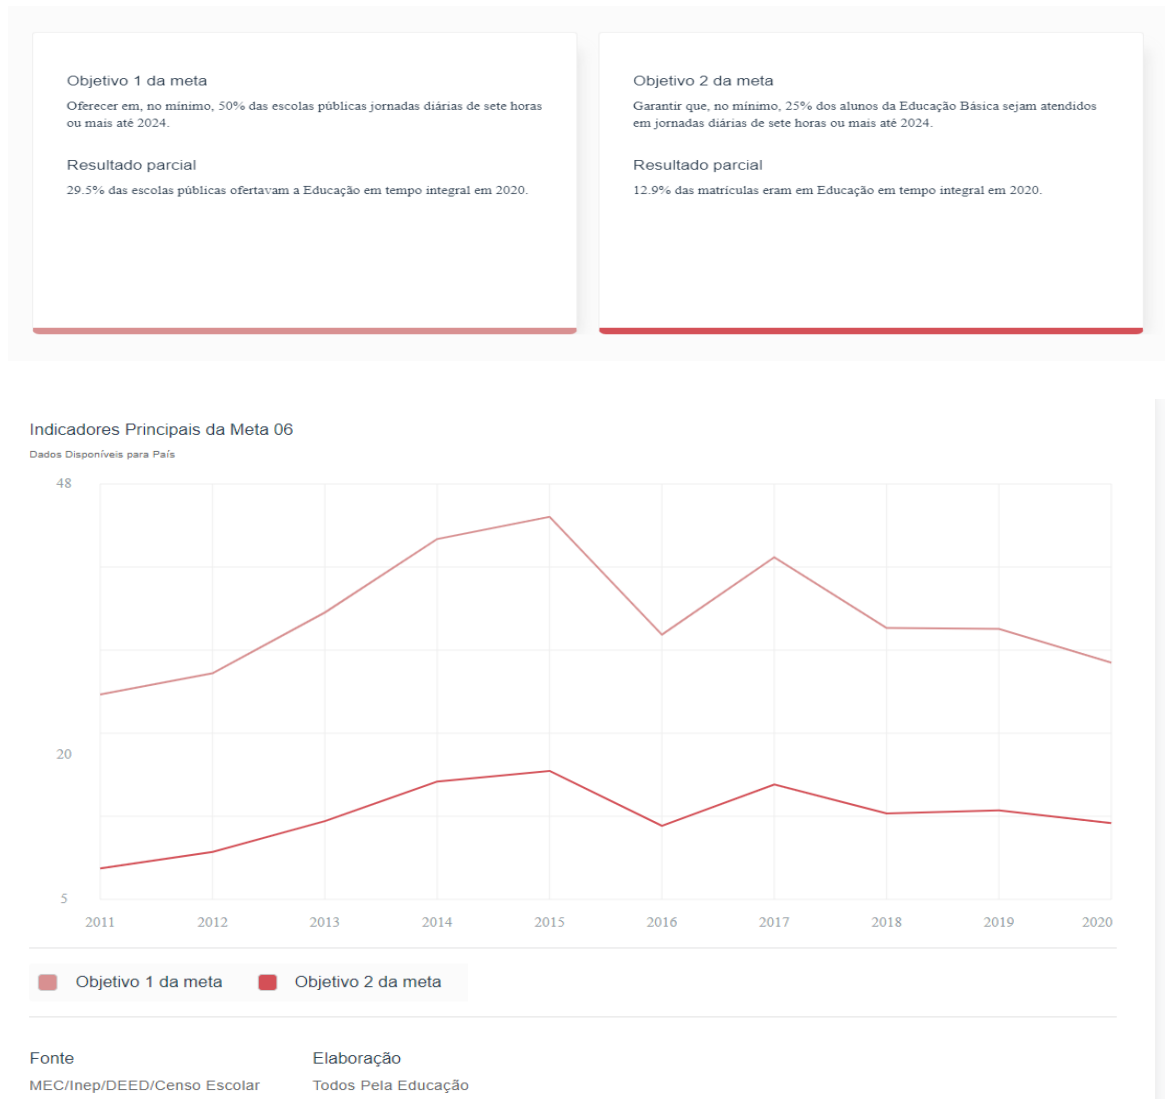 Objetivo 1 da meta
Oferecer em, no mínimo, 50% das escolas públicas jornadas diárias de sete horas
ou mais até 2024.
Resultado parcial
29.5% das escolas públicas ofertavam a Educação em tempo integral em 2020.
Objetivo 2 da meta
Garantir que, no mínimo, 25% dos alunos da Educação Básica sejam atendidos
em jornadas diárias de sete horas ou mais até 2024.
Resultado parcial
12.9% das matrículas eram em Educação em tempo integral em 2020.
Indicadores Principais da Meta 06
Dados Disponíveis para País
48
20
5
2011 2012 2013 2014 2015 2016 2017 2018 2019 2020
Objetivo 1 da meta Objetivo 2 da meta
Fonte
MEC/Inep/DEED/Censo Escolar
Elaboração
Todos Pela Educação